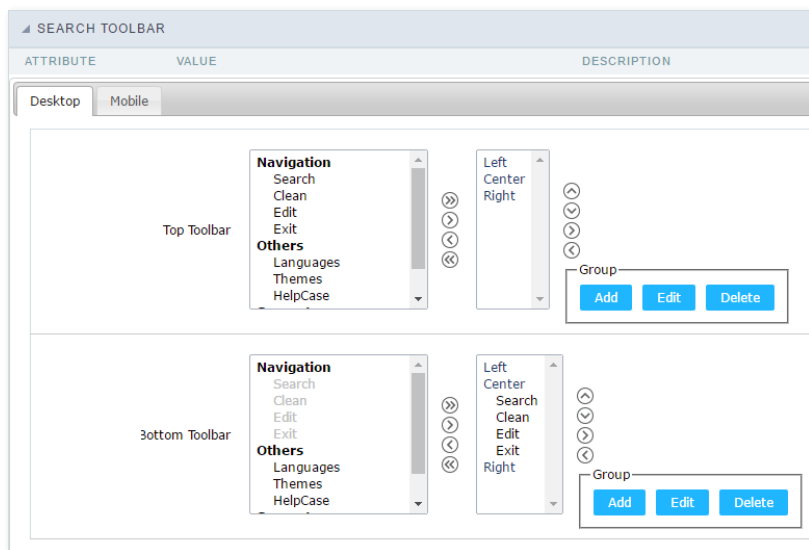 SEARCH TOOLBAR
ATTRIBUTE VALUE DESCRIPTION
Desktop Mobile
Top Toolbar
Navigation
Search
Clean
Edit
Exit
Others
Languages
Themes
HelpCase
Left
Center
Right
Group
Add Edit Delete
Bottom Toolbar
Navigation
Search
Clean
Edit
Exit
Others
Languages
Themes
HelpCase
Left
Center
Search
Clean
Edit
Exit
Right
Group
Add Edit Delete